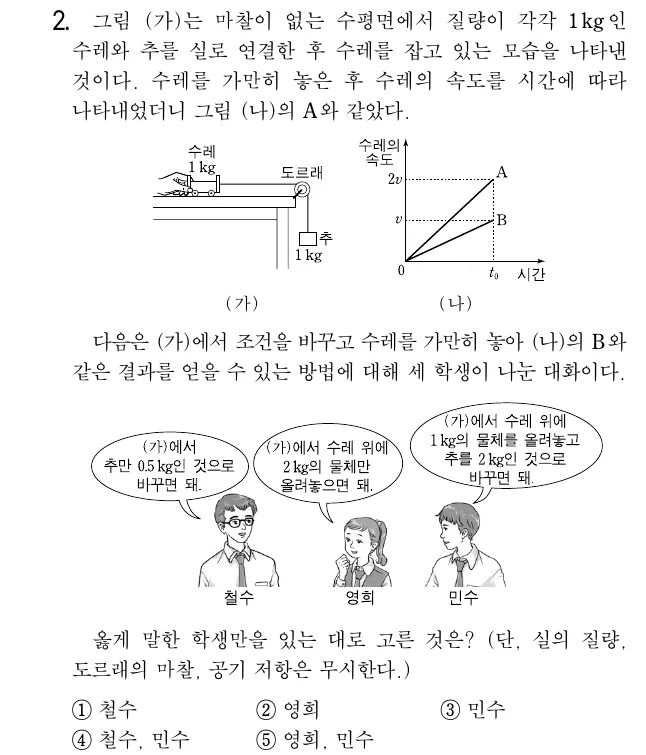 2. 그림 (가)는 마찰이 없는 수평면에서 질량이 각각 1kg인
수레와 추를 실로 연결한 후 수레를 잡고 있는 모습을 나타낸
것이다. 수레를 가만히 놓은 후 수레의 속도를 시간에 따라
나타내었더니 그림 (나)의 A와 같았다.
수레
1 kg
도르래
추
1 kg
(가)
수레의
속도
2v
v
0
A
B
t₀
시간
(나)
다음은 (가)에서 조건을 바꾸고 수레를 가만히 놓아 (나)의 B와
같은 결과를 얻을 수 있는 방법에 대해 세 학생이 나눈 대화이다.
(가)에서
추만 0.5 kg인 것으로
바꾸면 돼.
철수
(가)에서 수레 위에
2 kg의 물체만
올려놓으면 돼.
영희
(가)에서 수레 위에
1 kg의 물체를 올려놓고
추를 2 kg인 것으로
바꾸면 돼.
민수
옳게 말한 학생만을 있는 대로 고른 것은? (단, 실의 질량,
도르래의 마찰, 공기 저항은 무시한다.)
① 철수 ② 영희 ③ 민수
④ 철수, 민수 ⑤ 영희, 민수